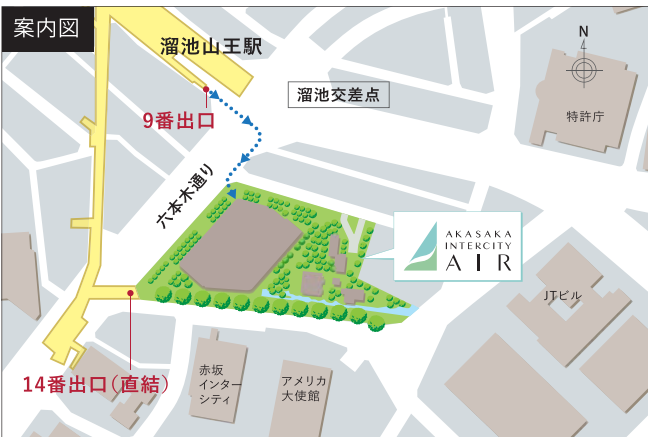 案内図
溜池山王駅
N
溜池交差点
9番出口
特許庁
六本木通り
AKASAKA
INTERCITY
AIR
JTビル
14番出口(直結)
赤坂
インター
シティ
アメリカ
大使館